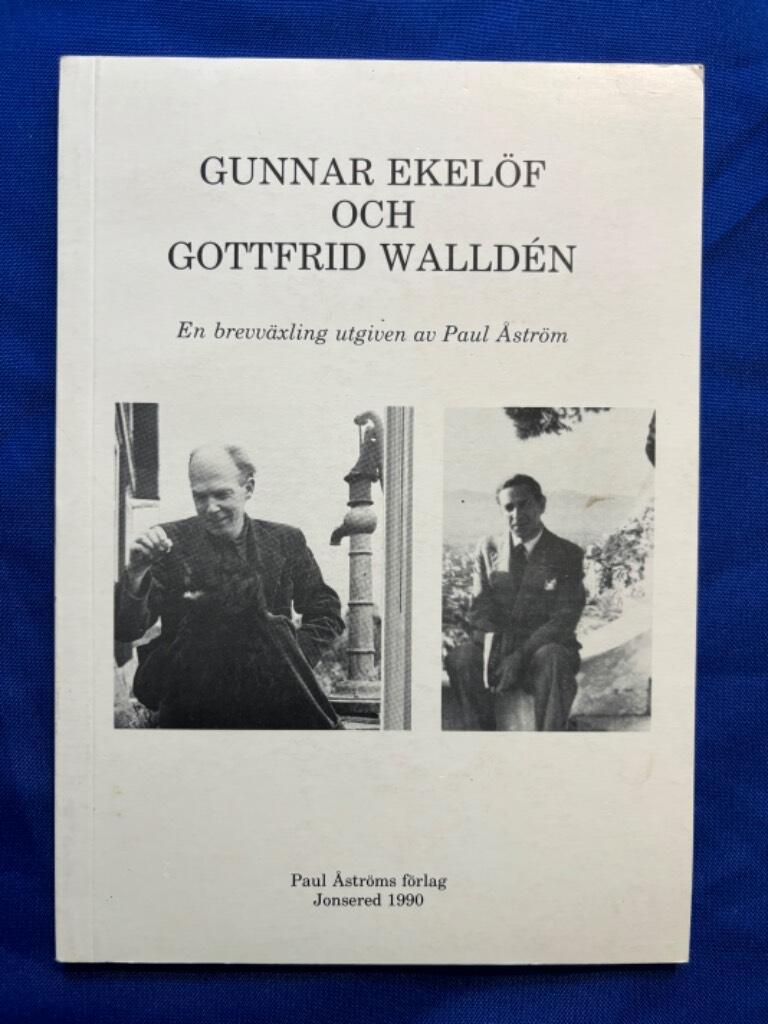 GUNNAR EKELÖF
OCH
GOTTFRID WALLDÉN
En brevväxling utgiven av Paul Åström
Paul Åströms förlag
Jonsered 1990